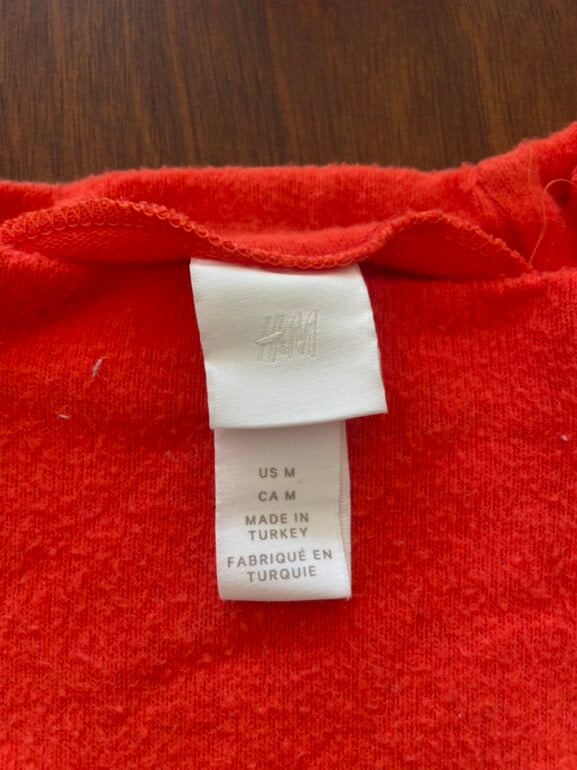 H&M
US M
CA M
MADE IN
TURKEY
FABRIQUÉ EN
TURQUIE